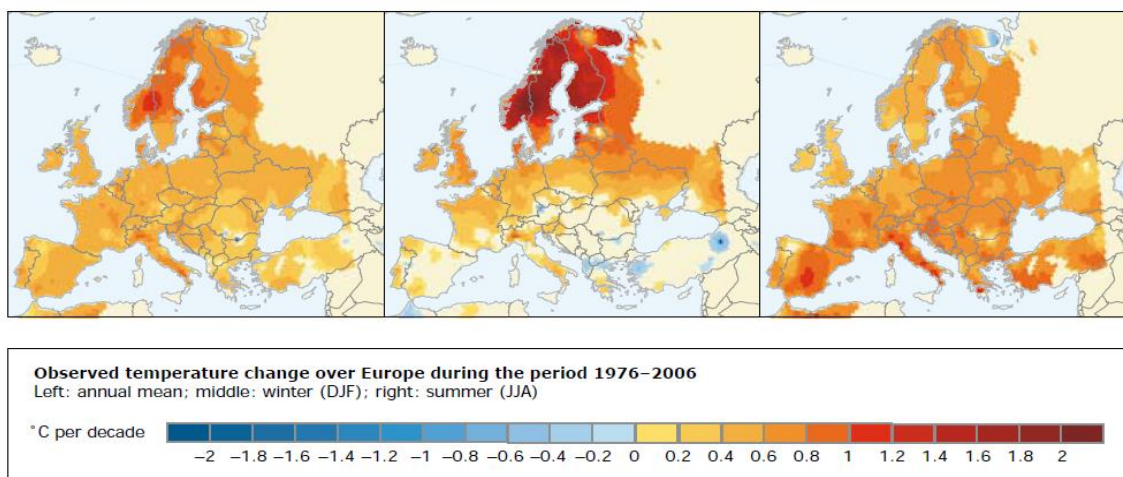 Observed temperature change over Europe during the period 1976–2006
Left: annual mean; middle: winter (DJF); right: summer (JJA)
°C per decade
−2 −1.8 −1.6 −1.4 −1.2 −1 −0.8 −0.6 −0.4 −0.2 0 0.2 0.4 0.6 0.8 1 1.2 1.4 1.6 1.8 2